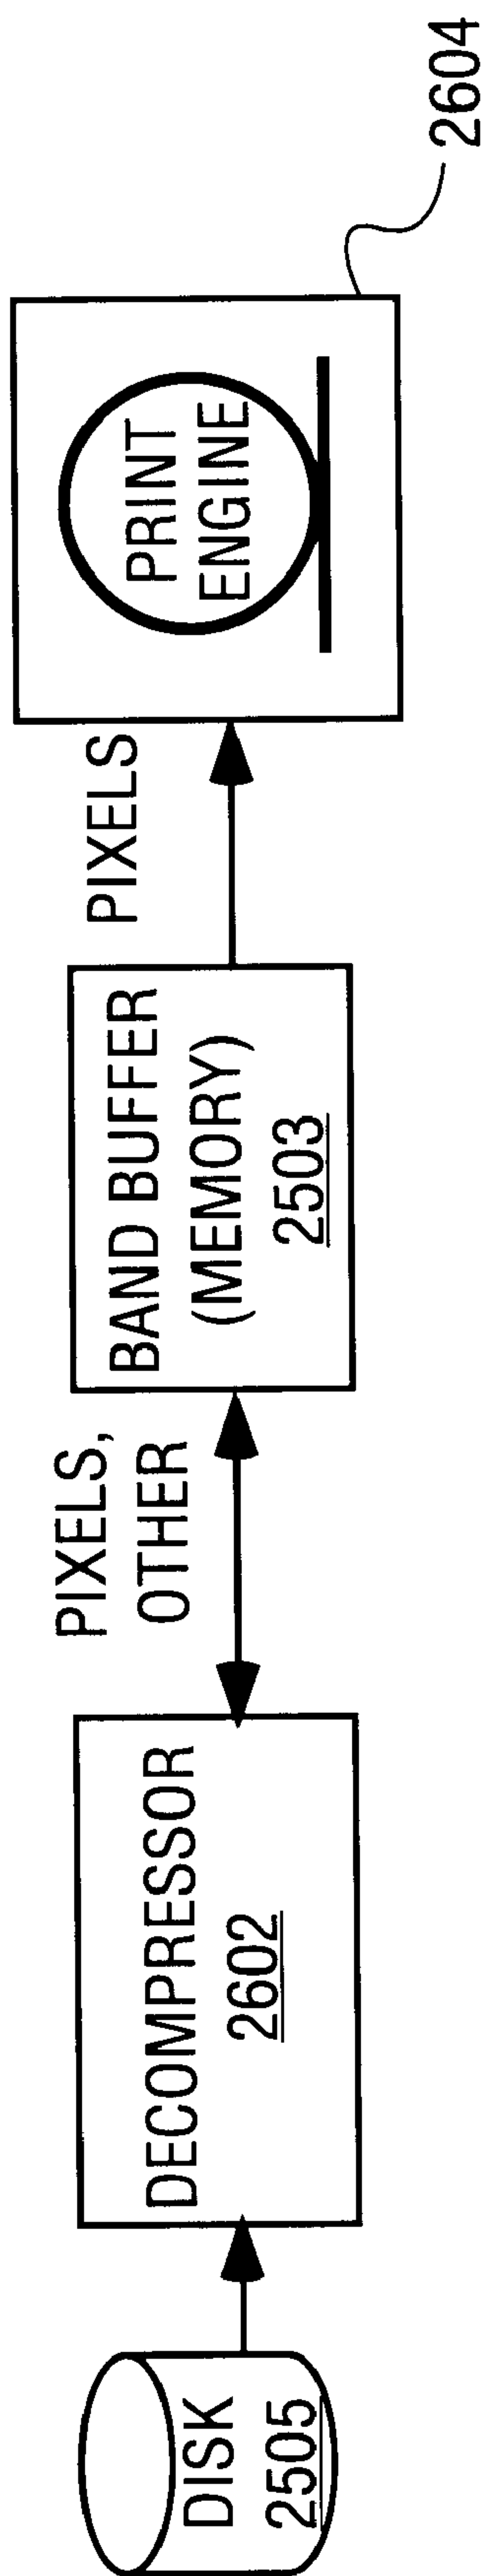 DISK
2505
DECOMPRESSOR
2602
PIXELS,
OTHER
BAND BUFFER
(MEMORY)
2503
PIXELS
PRINT
ENGINE
2604